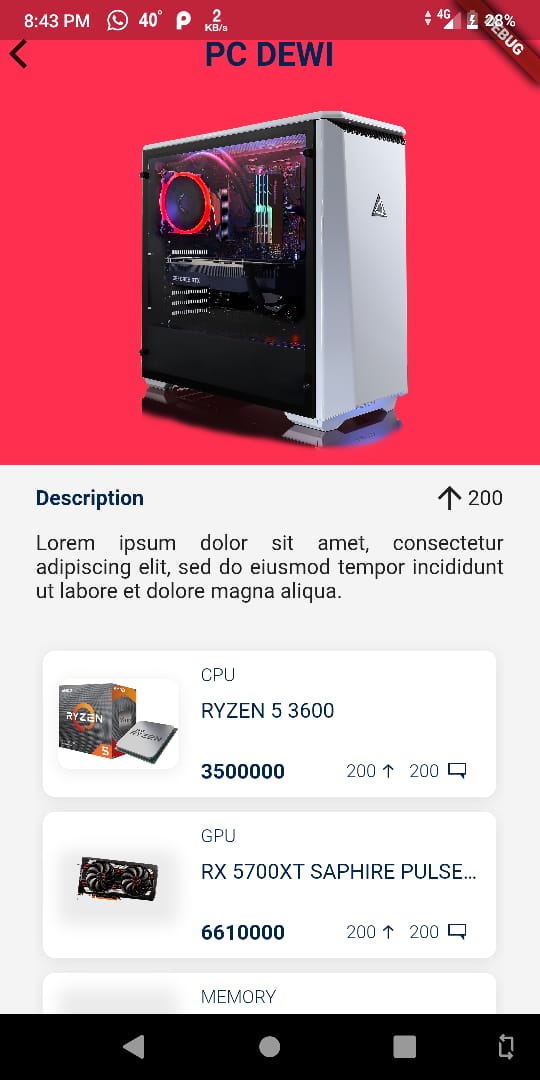 8:43 PM 40° 2 KB/s 4G 28%
DEBUG
PC DEWI
GEFORCE RTX
Description 200
Lorem ipsum dolor sit amet, consectetur
adipiscing elit, sed do eiusmod tempor incididunt
ut labore et dolore magna aliqua.
CPU
RYZEN 5 3600
RYZEN
5
3500000 200 200
GPU
RX 5700XT SAPHIRE PULSE...
6610000 200 200
MEMORY